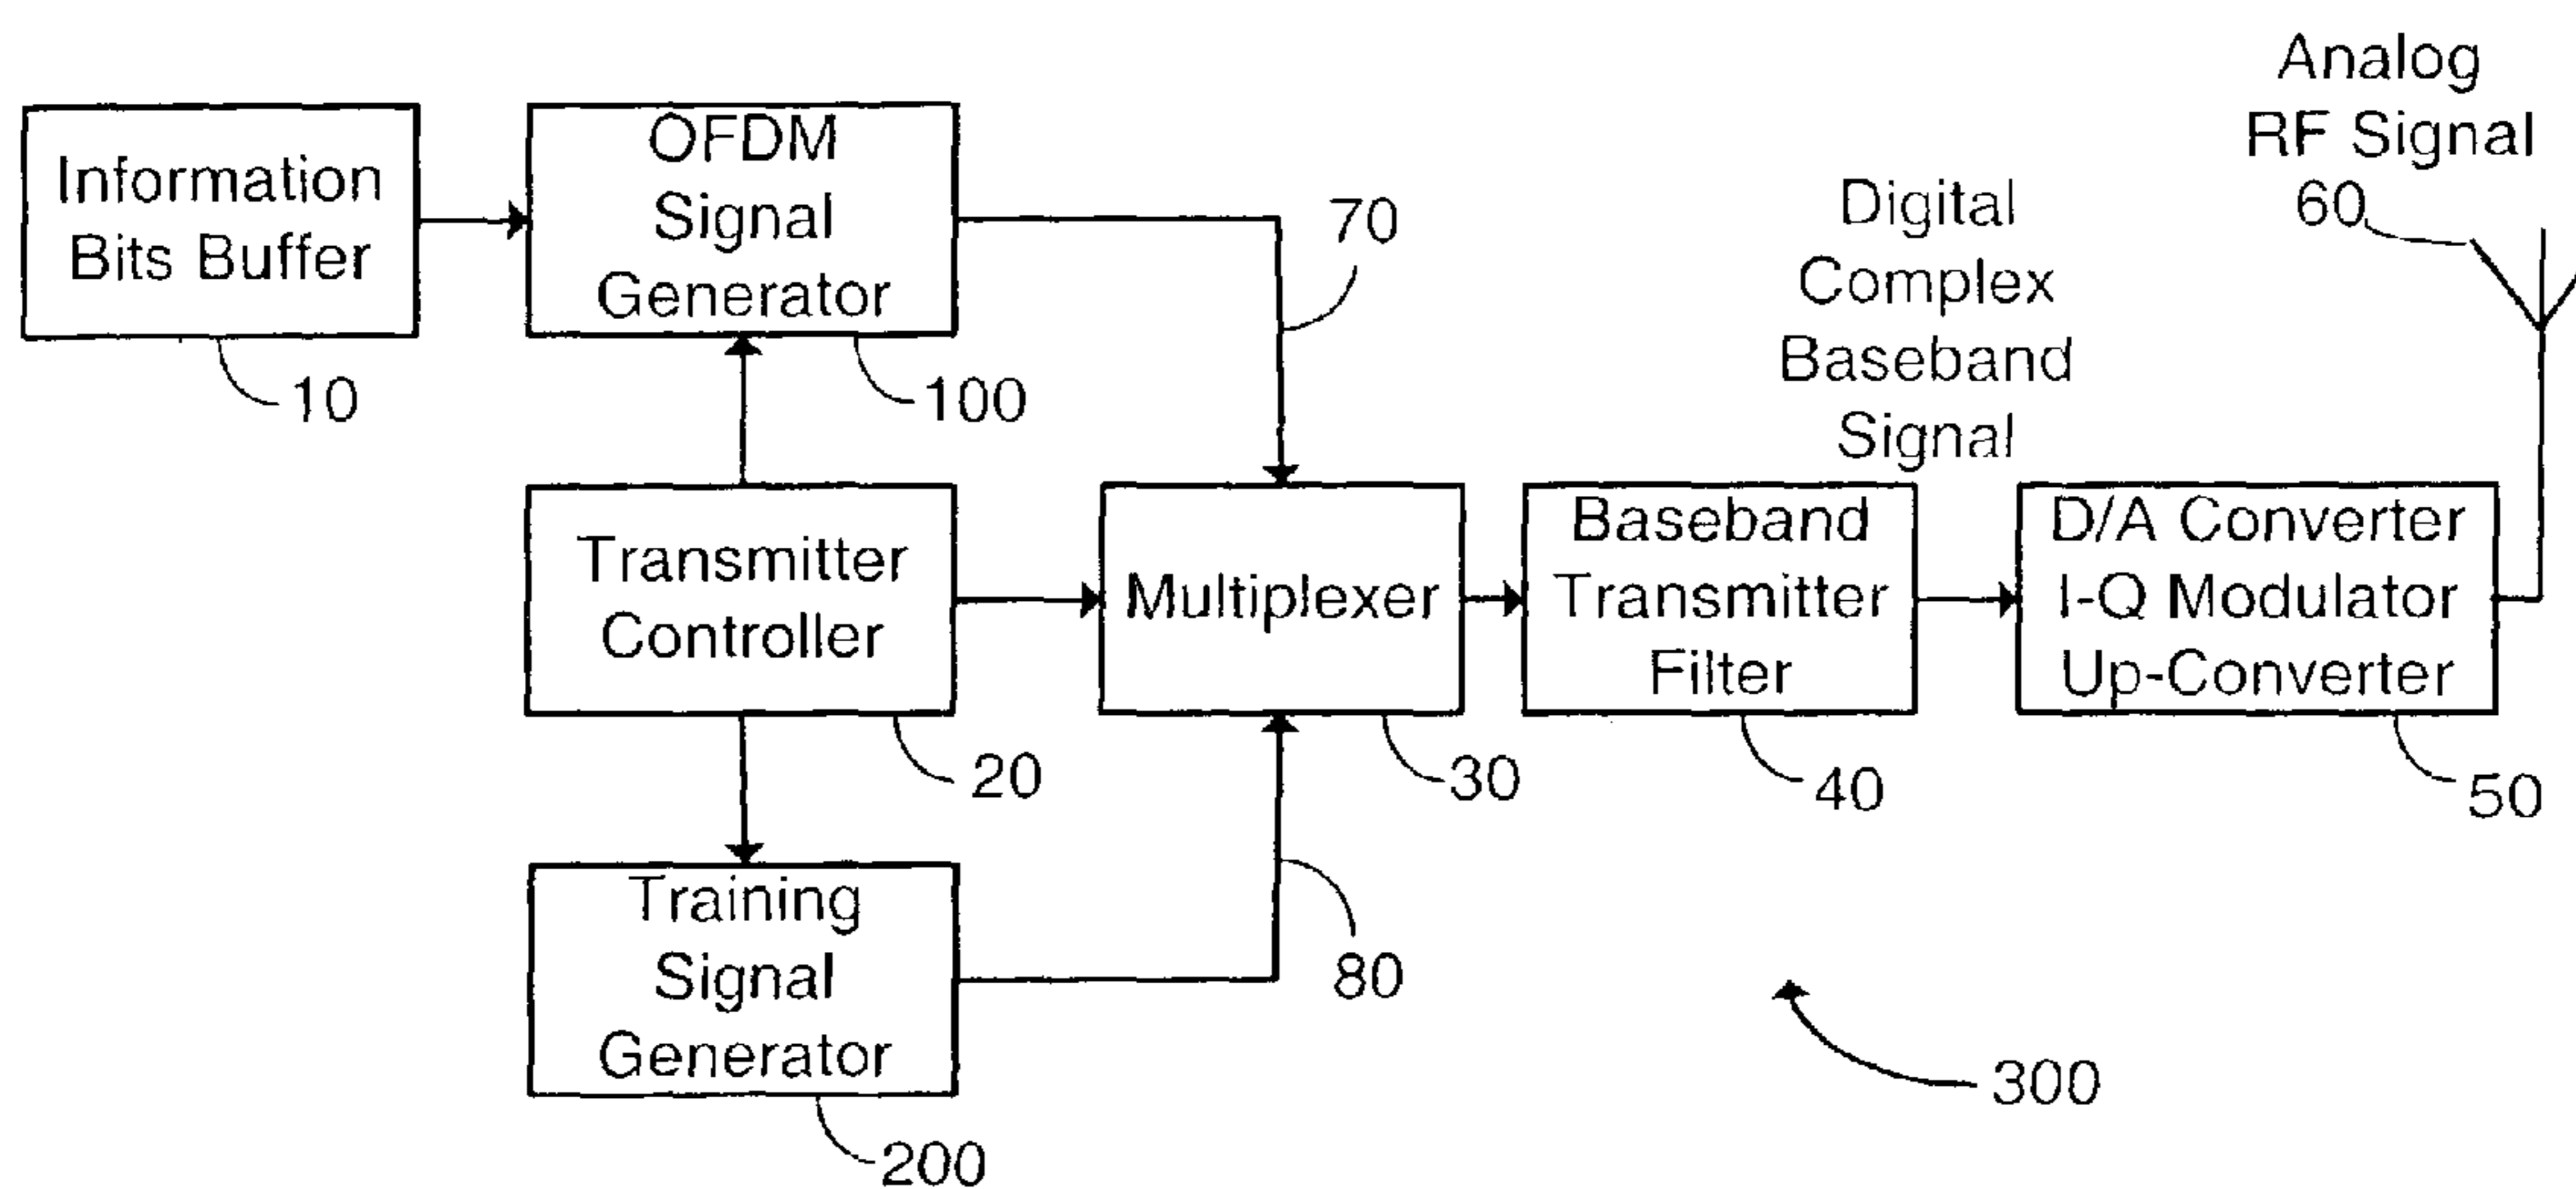 Analog
RF Signal
60
Information
Bits Buffer
10
OFDM
Signal
Generator
100
70
Digital
Complex
Baseband
Signal
Transmitter
Controller
20
Multiplexer
30
Baseband
Transmitter
Filter
40
D/A Converter
I-Q Modulator
Up-Converter
50
Training
Signal
Generator
200
80
300